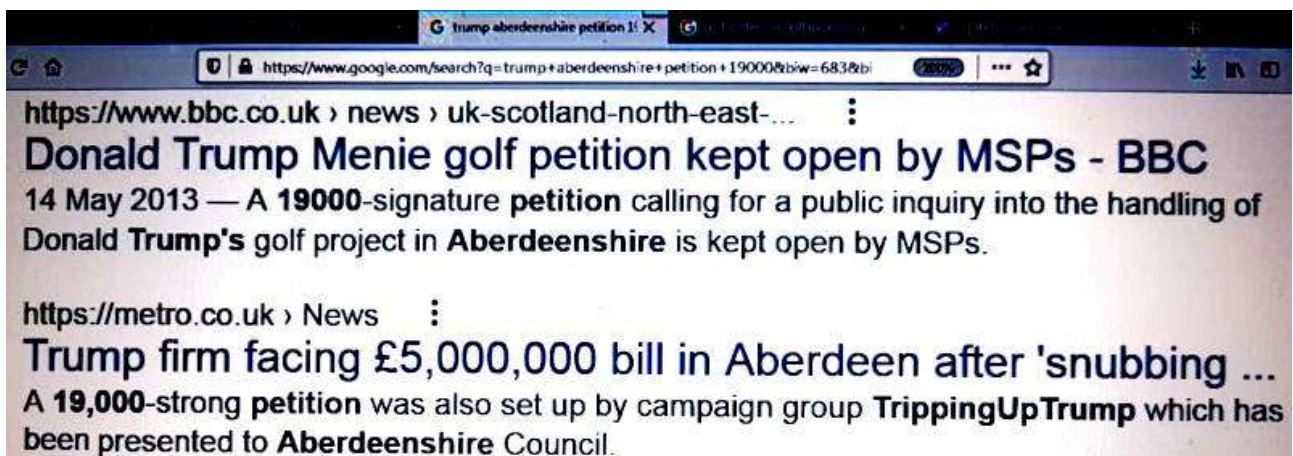 trump aberdeenshire petition 1
https://www.google.com/search?q=trump+aberdeenshire+petition+19000&biw=683&bi 200%
https://www.bbc.co.uk › news › uk-scotland-north-east-...
Donald Trump Menie golf petition kept open by MSPs - BBC
14 May 2013 — A 19000-signature petition calling for a public inquiry into the handling of
Donald Trump's golf project in Aberdeenshire is kept open by MSPs.
https://metro.co.uk › News
Trump firm facing £5,000,000 bill in Aberdeen after 'snubbing ...
A 19,000-strong petition was also set up by campaign group TrippingUpTrump which has
been presented to Aberdeenshire Council.